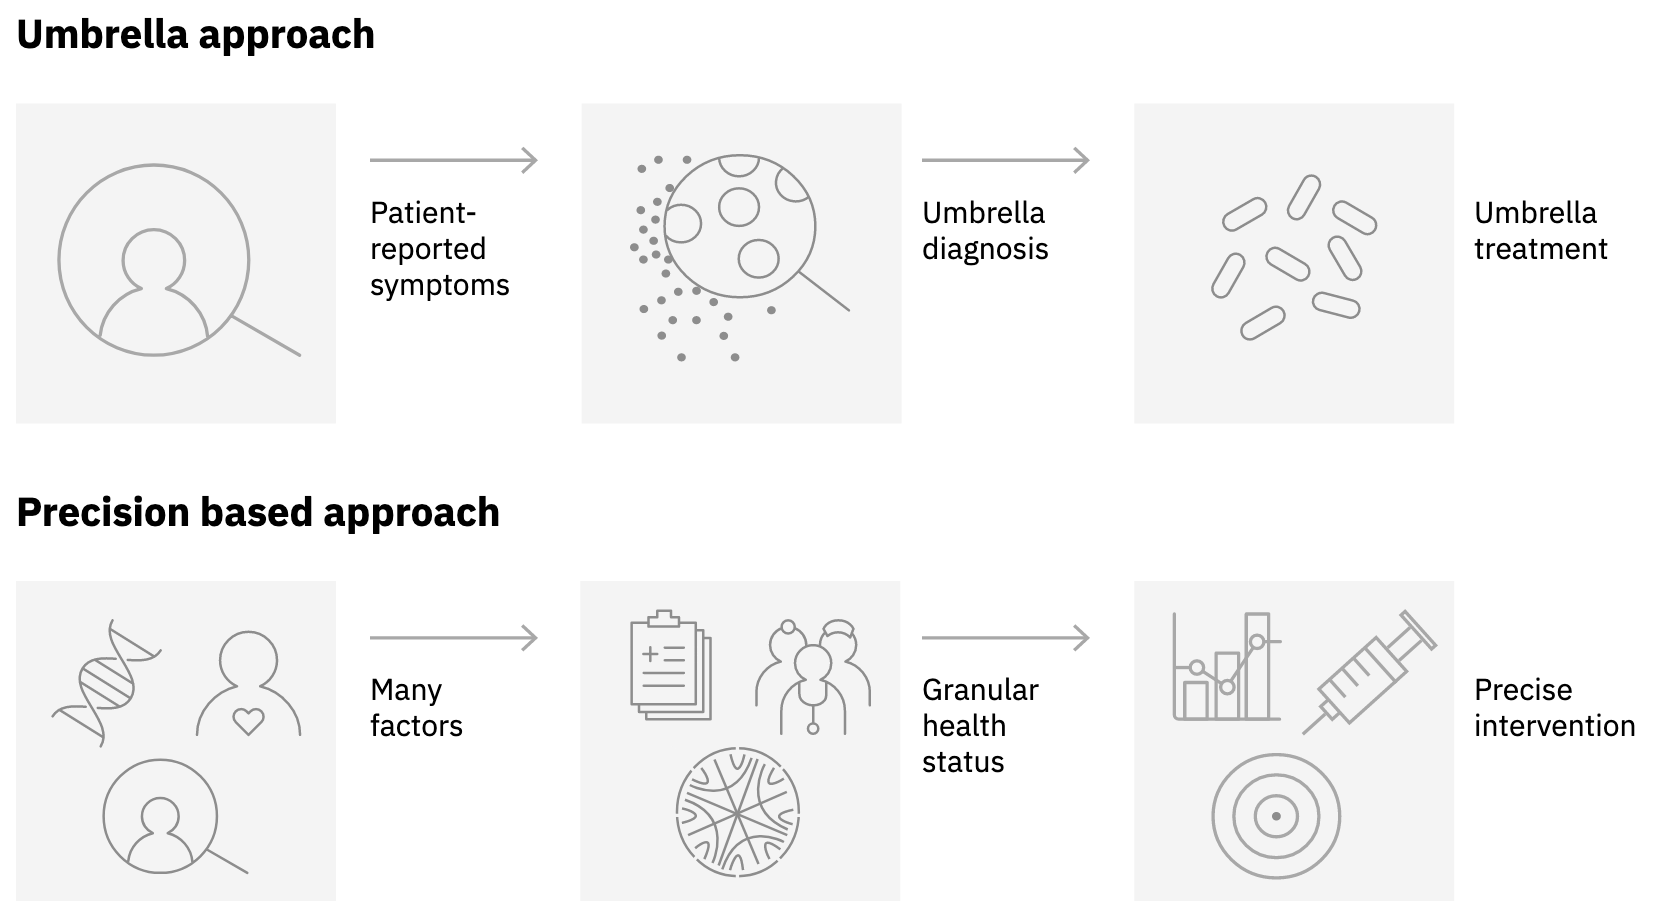 Umbrella approach
Patient-
reported
symptoms
Umbrella
diagnosis
Umbrella
treatment
Precision based approach
Many
factors
Granular
health
status
Precise
intervention